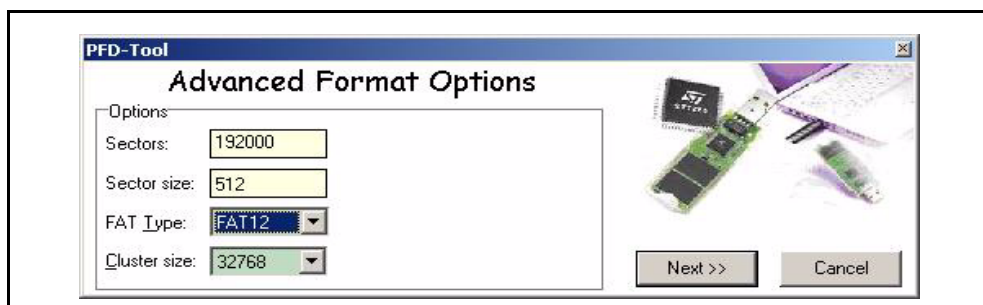 PFD-Tool
Advanced Format Options
Options
Sectors: 192000
Sector size: 512
FAT Type: FAT12
Cluster size: 32768
Next >>
Cancel